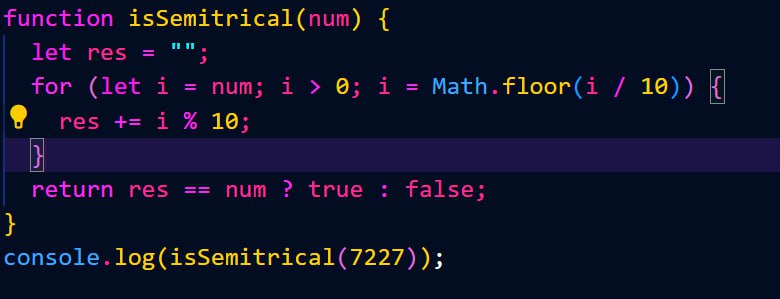 function isSemitrical(num) {
  let res = "";
  for (let i = num; i > 0; i = Math.floor(i / 10)) {
    res += i % 10;
  }
  return res == num ? true : false;
}
console.log(isSemitrical(7227));